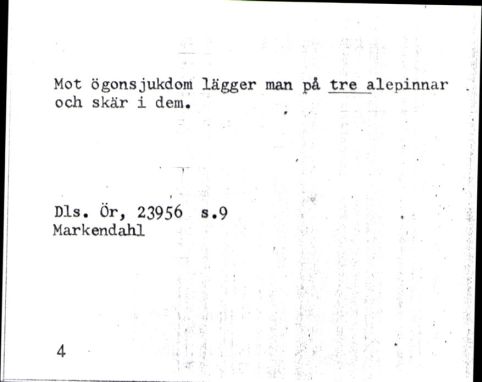 Mot ögonsjukdom lägger man på tre alepinnar
och skär i dem.
Dls. Ör, 23956 s.9
Markendahl
4